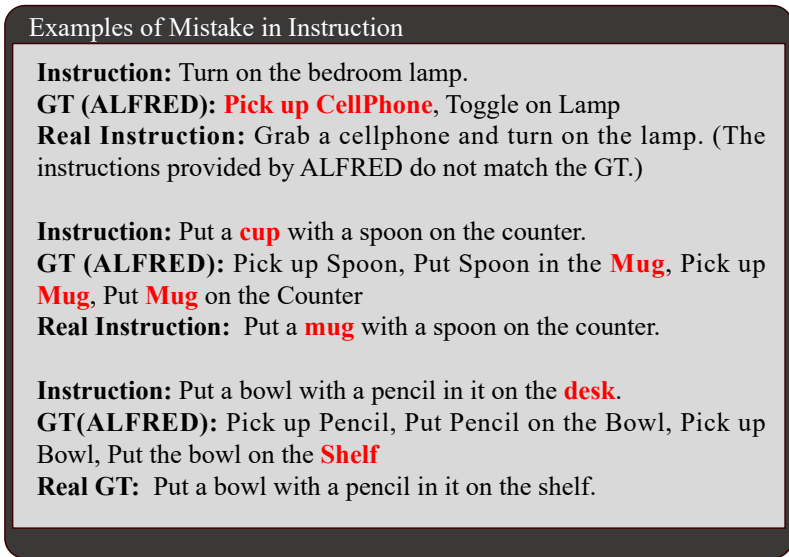 Examples of Mistake in Instruction
Instruction: Turn on the bedroom lamp.
GT (ALFRED): Pick up CellPhone, Toggle on Lamp
Real Instruction: Grab a cellphone and turn on the lamp. (The
instructions provided by ALFRED do not match the GT.)
Instruction: Put a cup with a spoon on the counter.
GT (ALFRED): Pick up Spoon, Put Spoon in the Mug, Pick up
Mug, Put Mug on the Counter
Real Instruction: Put a mug with a spoon on the counter.
Instruction: Put a bowl with a pencil in it on the desk.
GT(ALFRED): Pick up Pencil, Put Pencil on the Bowl, Pick up
Bowl, Put the bowl on the Shelf
Real GT: Put a bowl with a pencil in it on the shelf.